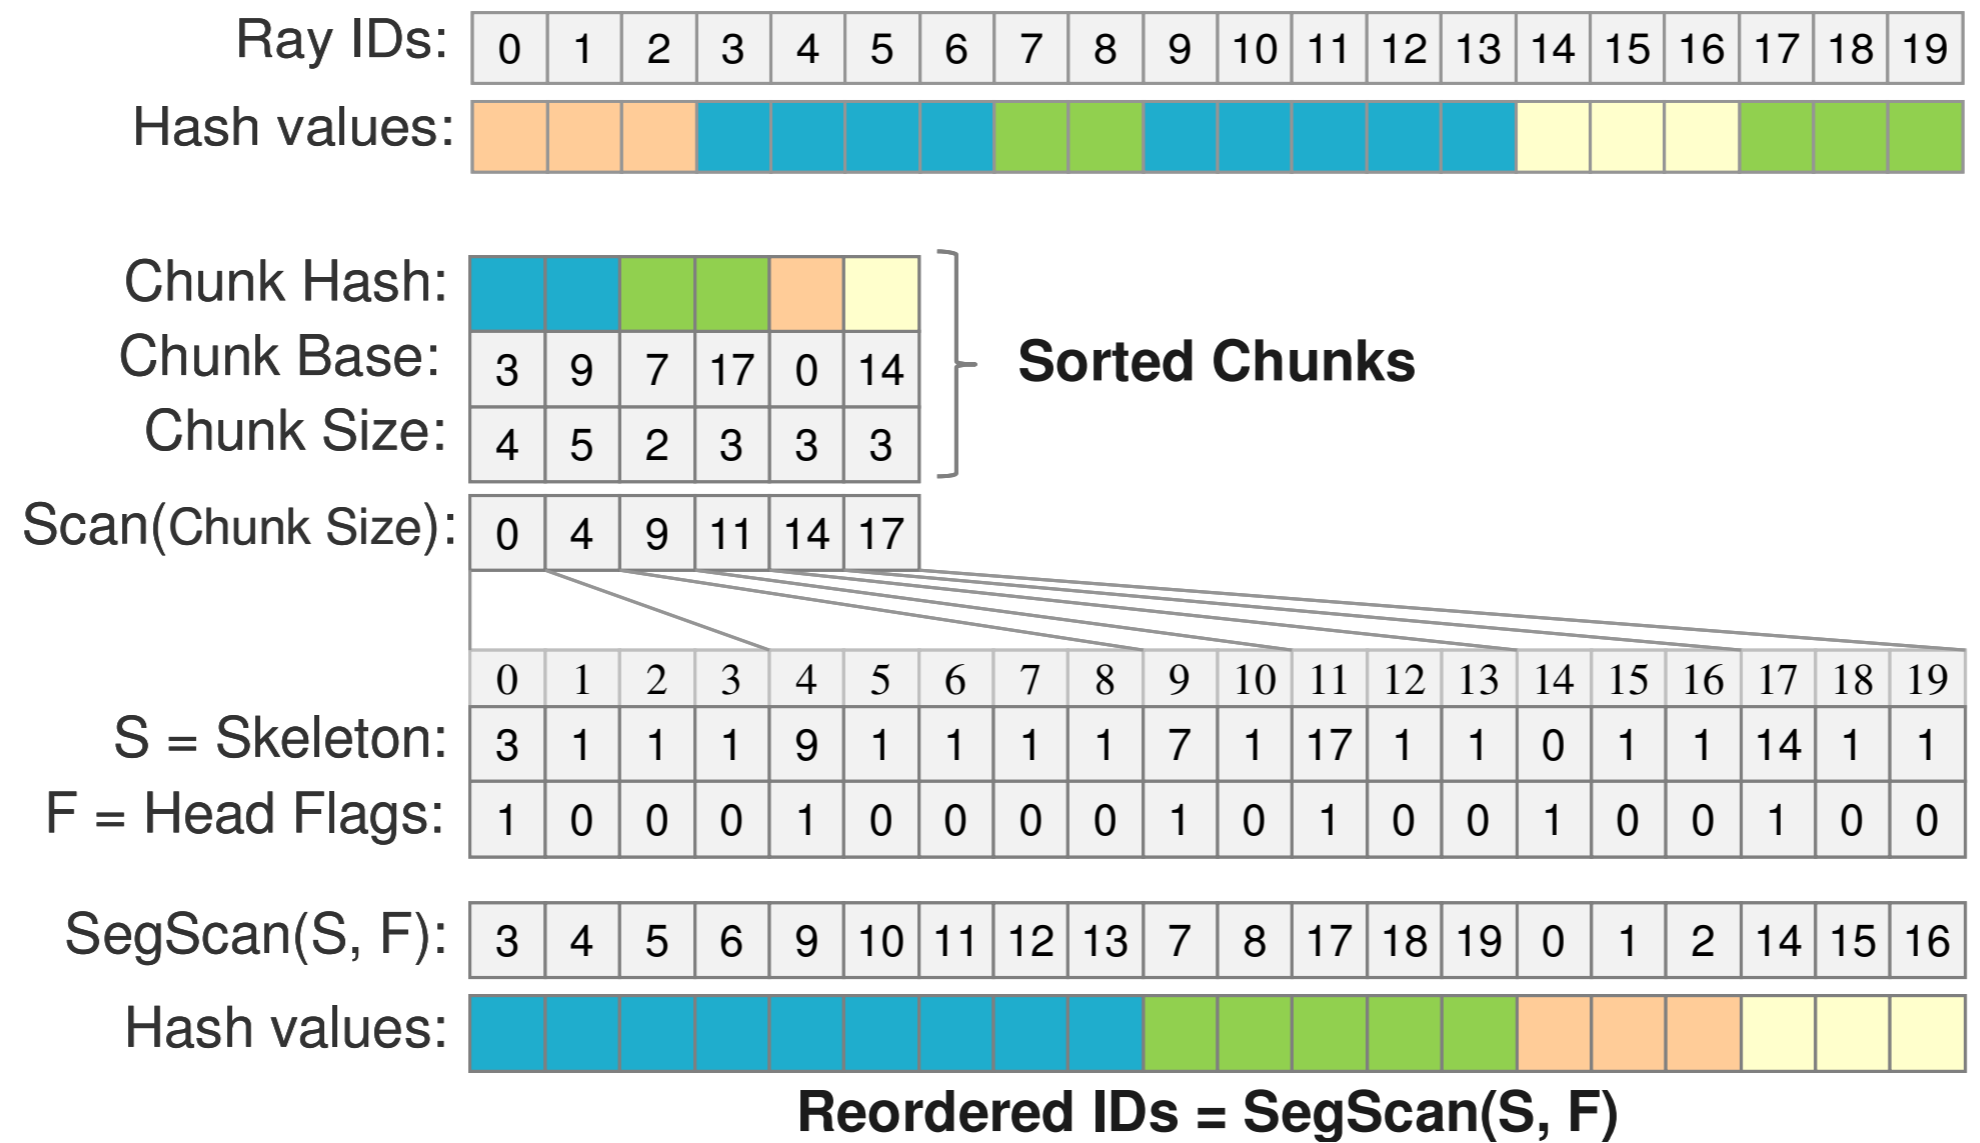 Ray IDs: 0 1 2 3 4 5 6 7 8 9 10 11 12 13 14 15 16 17 18 19
Hash values:
Chunk Hash:
Chunk Base: 3 9 7 17 0 14
Sorted Chunks
Chunk Size: 4 5 2 3 3 3
Scan(Chunk Size): 0 4 9 11 14 17
0 1 2 3 4 5 6 7 8 9 10 11 12 13 14 15 16 17 18 19
S = Skeleton: 3 1 1 1 9 1 1 1 1 7 1 17 1 1 0 1 1 14 1 1
F = Head Flags: 1 0 0 0 1 0 0 0 0 1 0 1 0 0 1 0 0 1 0 0
SegScan(S, F): 3 4 5 6 9 10 11 12 13 7 8 17 18 19 0 1 2 14 15 16
Hash values:
Reordered IDs = SegScan(S, F)